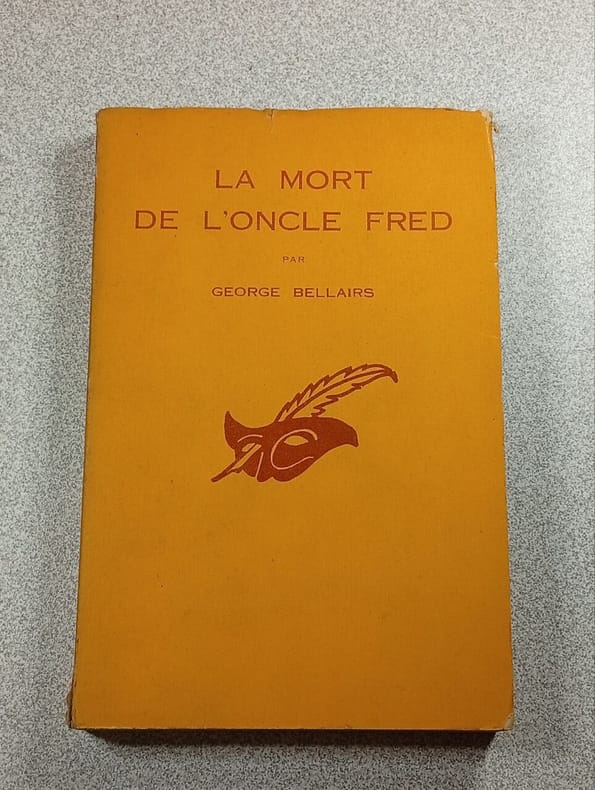 LA MORT
DE L'ONCLE FRED
PAR
GEORGE BELLAIRS